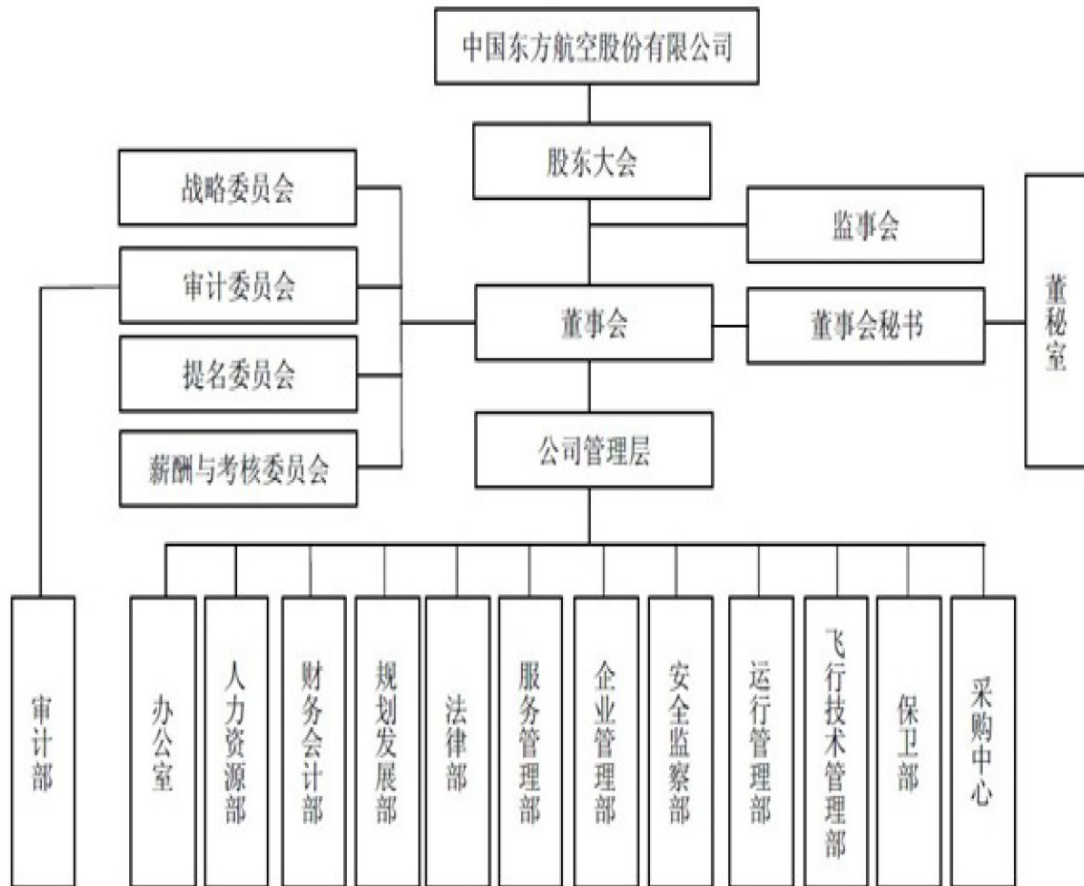 中国东方航空股份有限公司
股东大会
战略委员会
监事会
审计委员会
董事会
董事会秘书
董秘室
提名委员会
公司管理层
薪酬与考核委员会
审计部
办公室
人力资源部
财务会计部
规划发展部
法律部
服务管理部
企业管理部
安全监察部
运行管理部
飞行技术管理部
保卫部
采购中心